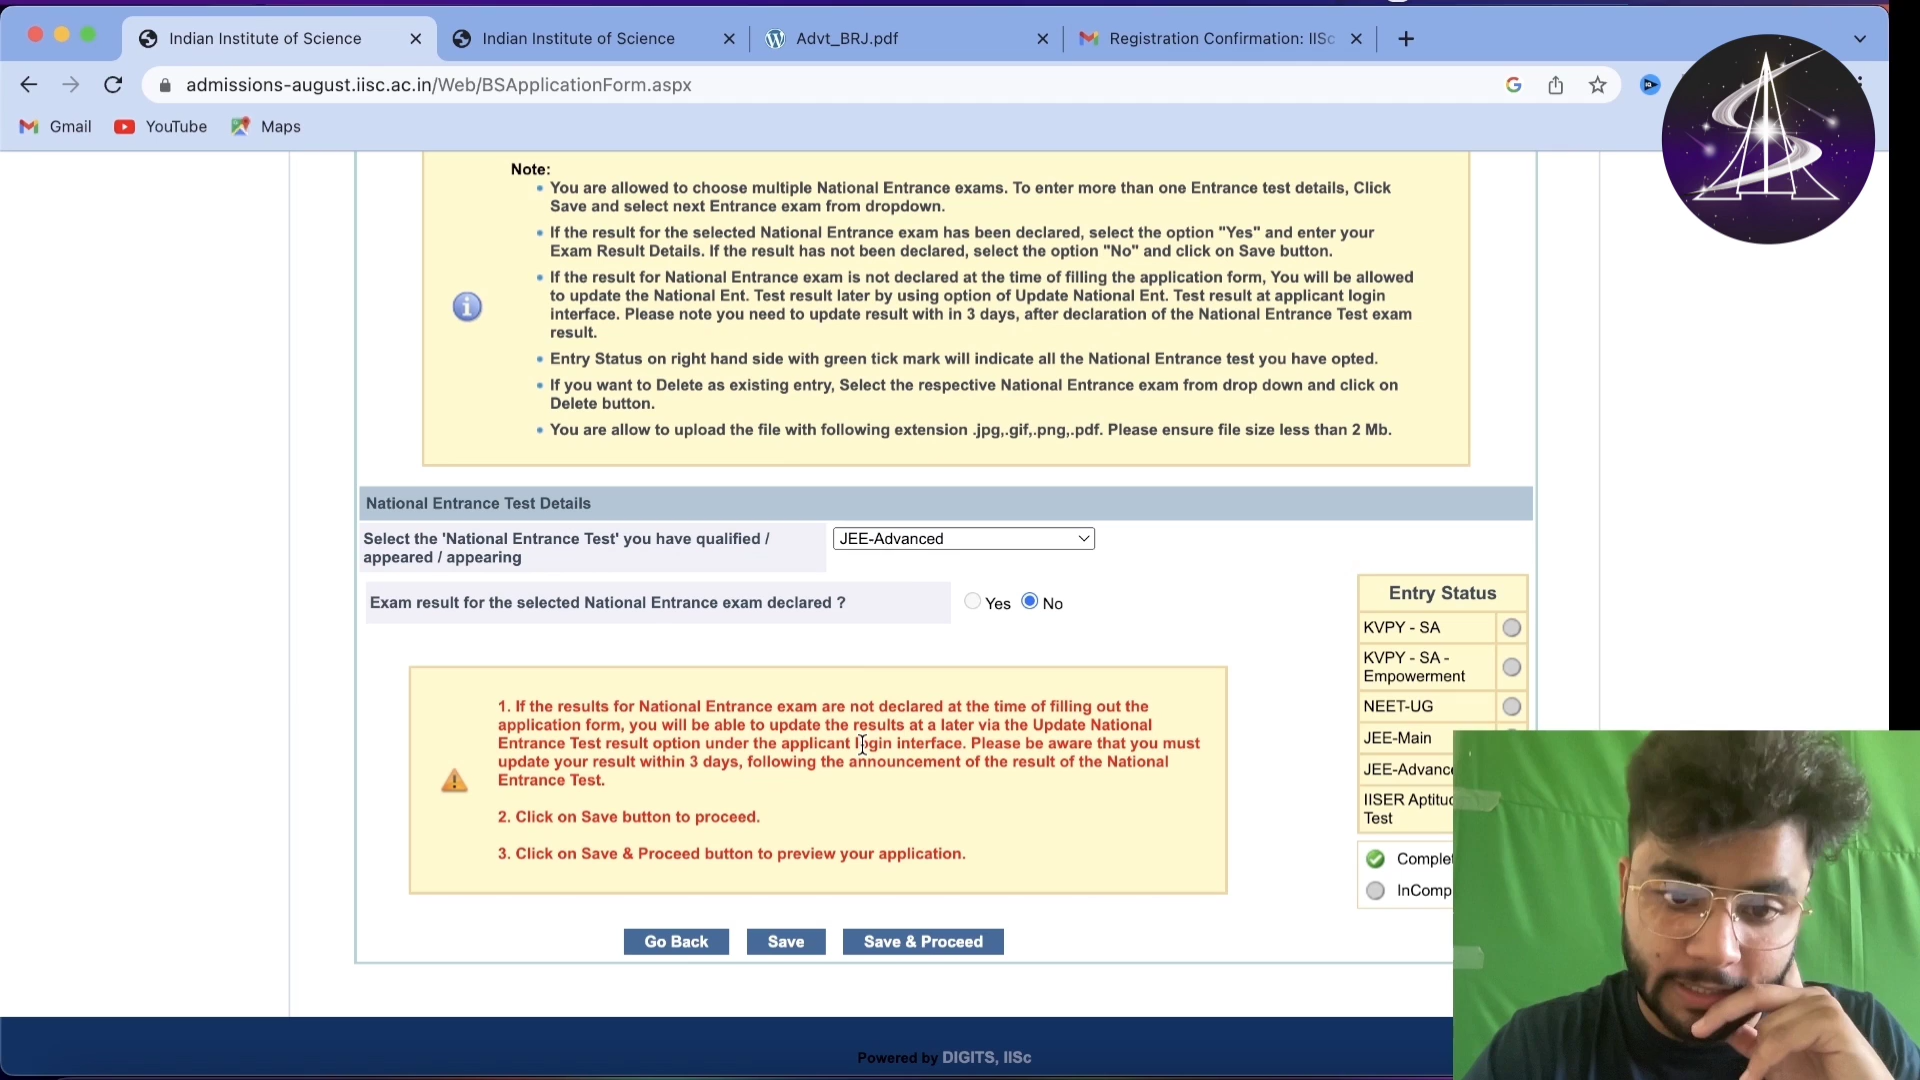 Indian Institute of Science
Indian Institute of Science
Advt_BRJ.pdf
Registration Confirmation: IISc
admissions-august.iisc.ac.in/Web/BSApplicationForm.aspx
Gmail
YouTube
Maps
Note:
You are allowed to choose multiple National Entrance exams. To enter more than one Entrance test details, Click
Save and select next Entrance exam from dropdown.
If the result for the selected National Entrance exam has been declared, select the option "Yes" and enter your
Exam Result Details. If the result has not been declared, select the option "No" and click on Save button.
If the result for National Entrance exam is not declared at the time of filling the application form, You will be allowed
to update the National Ent. Test result later by using option of Update National Ent. Test result at applicant login
interface. Please note you need to update result with in 3 days, after declaration of the National Entrance Test exam
result.
Entry Status on right hand side with green tick mark will indicate all the National Entrance test you have opted.
If you want to Delete as existing entry, Select the respective National Entrance exam from drop down and click on
Delete button.
You are allow to upload the file with following extension .jpg,.gif,.png,.pdf. Please ensure file size less than 2 Mb.
National Entrance Test Details
Select the 'National Entrance Test' you have qualified /
appeared / appearing
JEE-Advanced
Exam result for the selected National Entrance exam declared ?
Yes
No
1. If the results for National Entrance exam are not declared at the time of filling out the
application form, you will be able to update the results at a later via the Update National
Entrance Test result option under the applicant login interface. Please be aware that you must
update your result within 3 days, following the announcement of the result of the National
Entrance Test.
2. Click on Save button to proceed.
3. Click on Save & Proceed button to preview your application.
Entry Status
KVPY - SA
KVPY - SA -
Empowerment
NEET-UG
JEE-Main
JEE-Advance
IISER Aptitud
Test
Complet
InComp
Go Back
Save
Save & Proceed
Powered by DIGITS, IISc